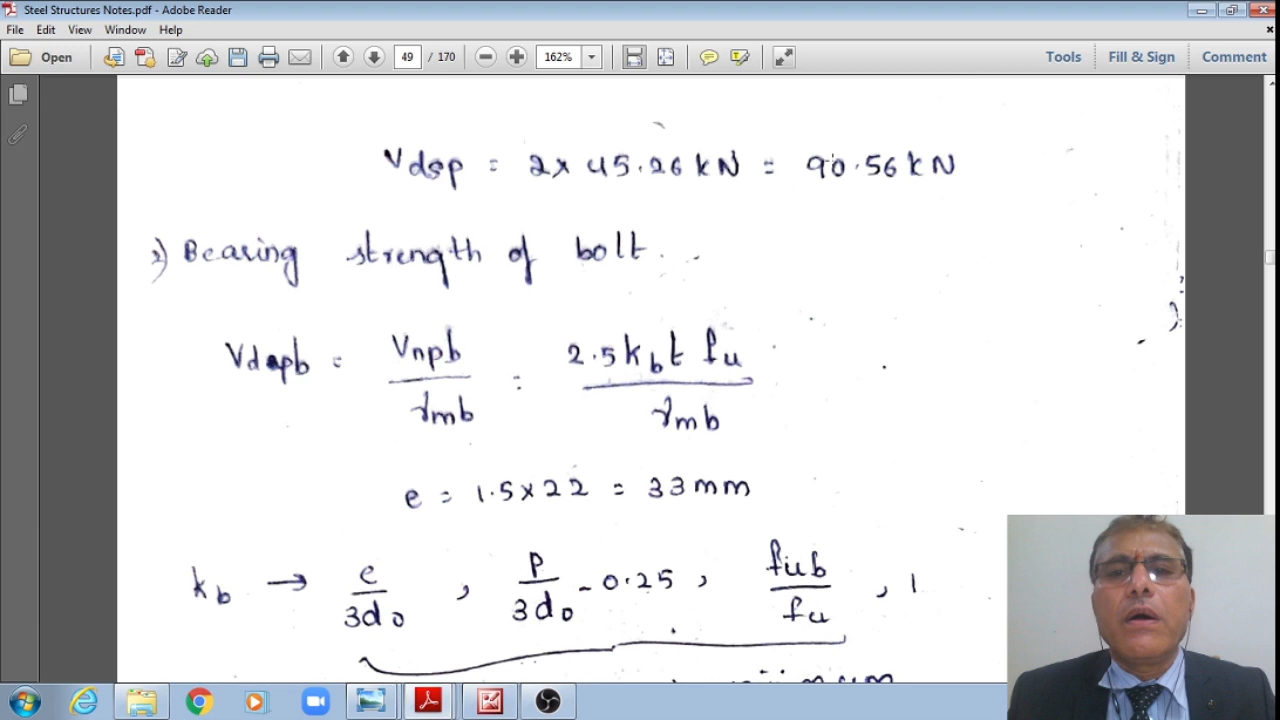 Steel Structures Notes.pdf - Adobe Reader
File Edit View Window Help
Open 49 / 170 162% Tools Fill & Sign Comment
Vdsp = 2 x 45.26 kN = 90.56 kN
2) Bearing strength of bolt.
Vdpb = Vnpb / γmb = 2.5 kb t fu / γmb
e = 1.5 x 22 = 33 mm
kb → e / 3d0 , p / 3d0 - 0.25 , fub / fu , 1